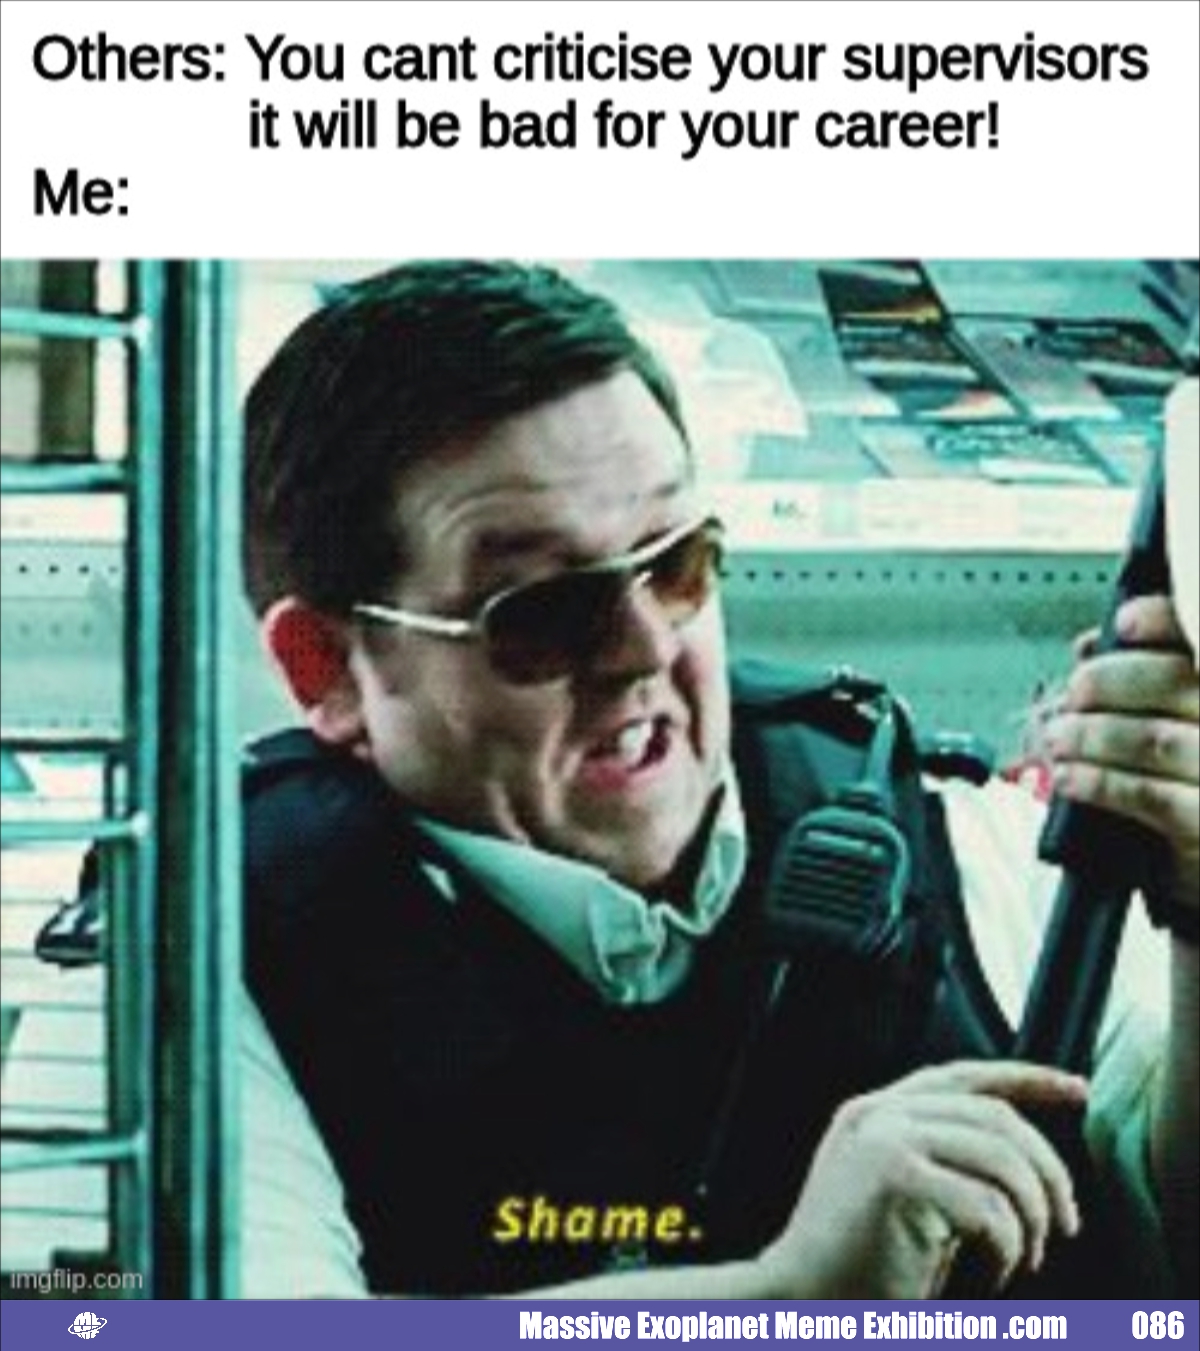 Others: You cant criticise your supervisors
it will be bad for your career!
Me:
Shame.
imgflip.com
Massive Exoplanet Meme Exhibition .com 086